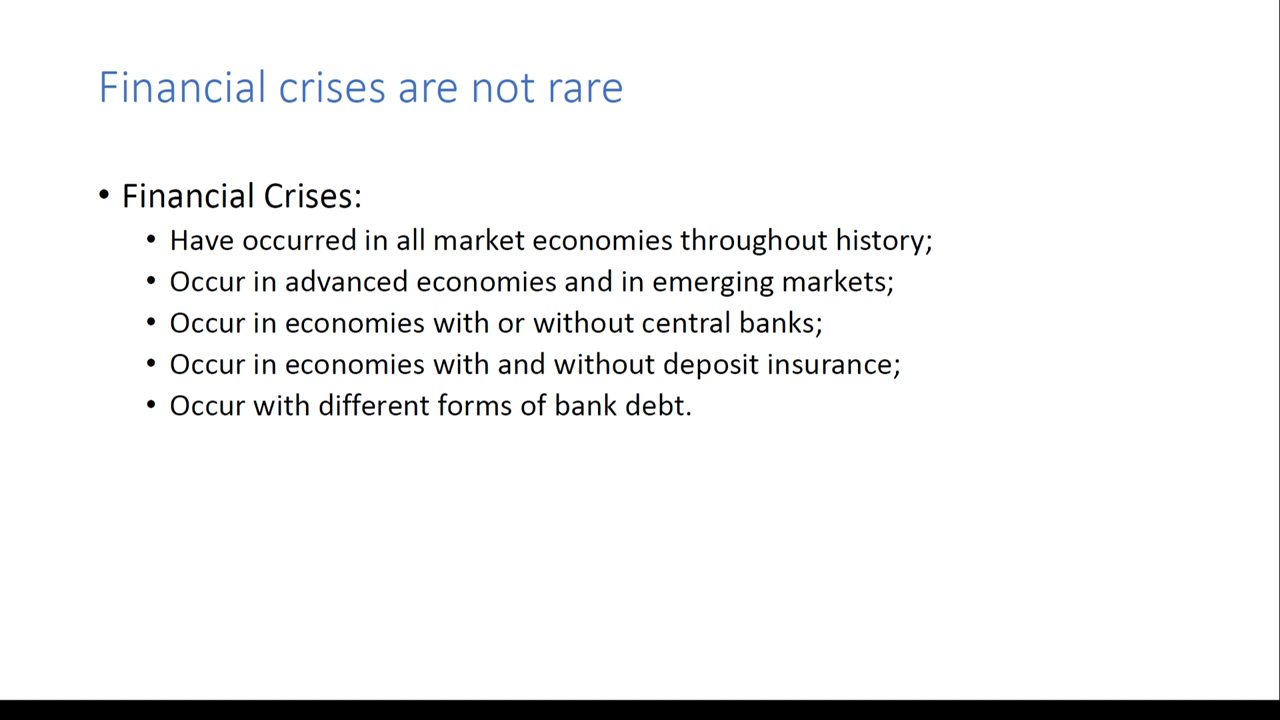 Financial crises are not rare
• Financial Crises:
• Have occurred in all market economies throughout history;
• Occur in advanced economies and in emerging markets;
• Occur in economies with or without central banks;
• Occur in economies with and without deposit insurance;
• Occur with different forms of bank debt.